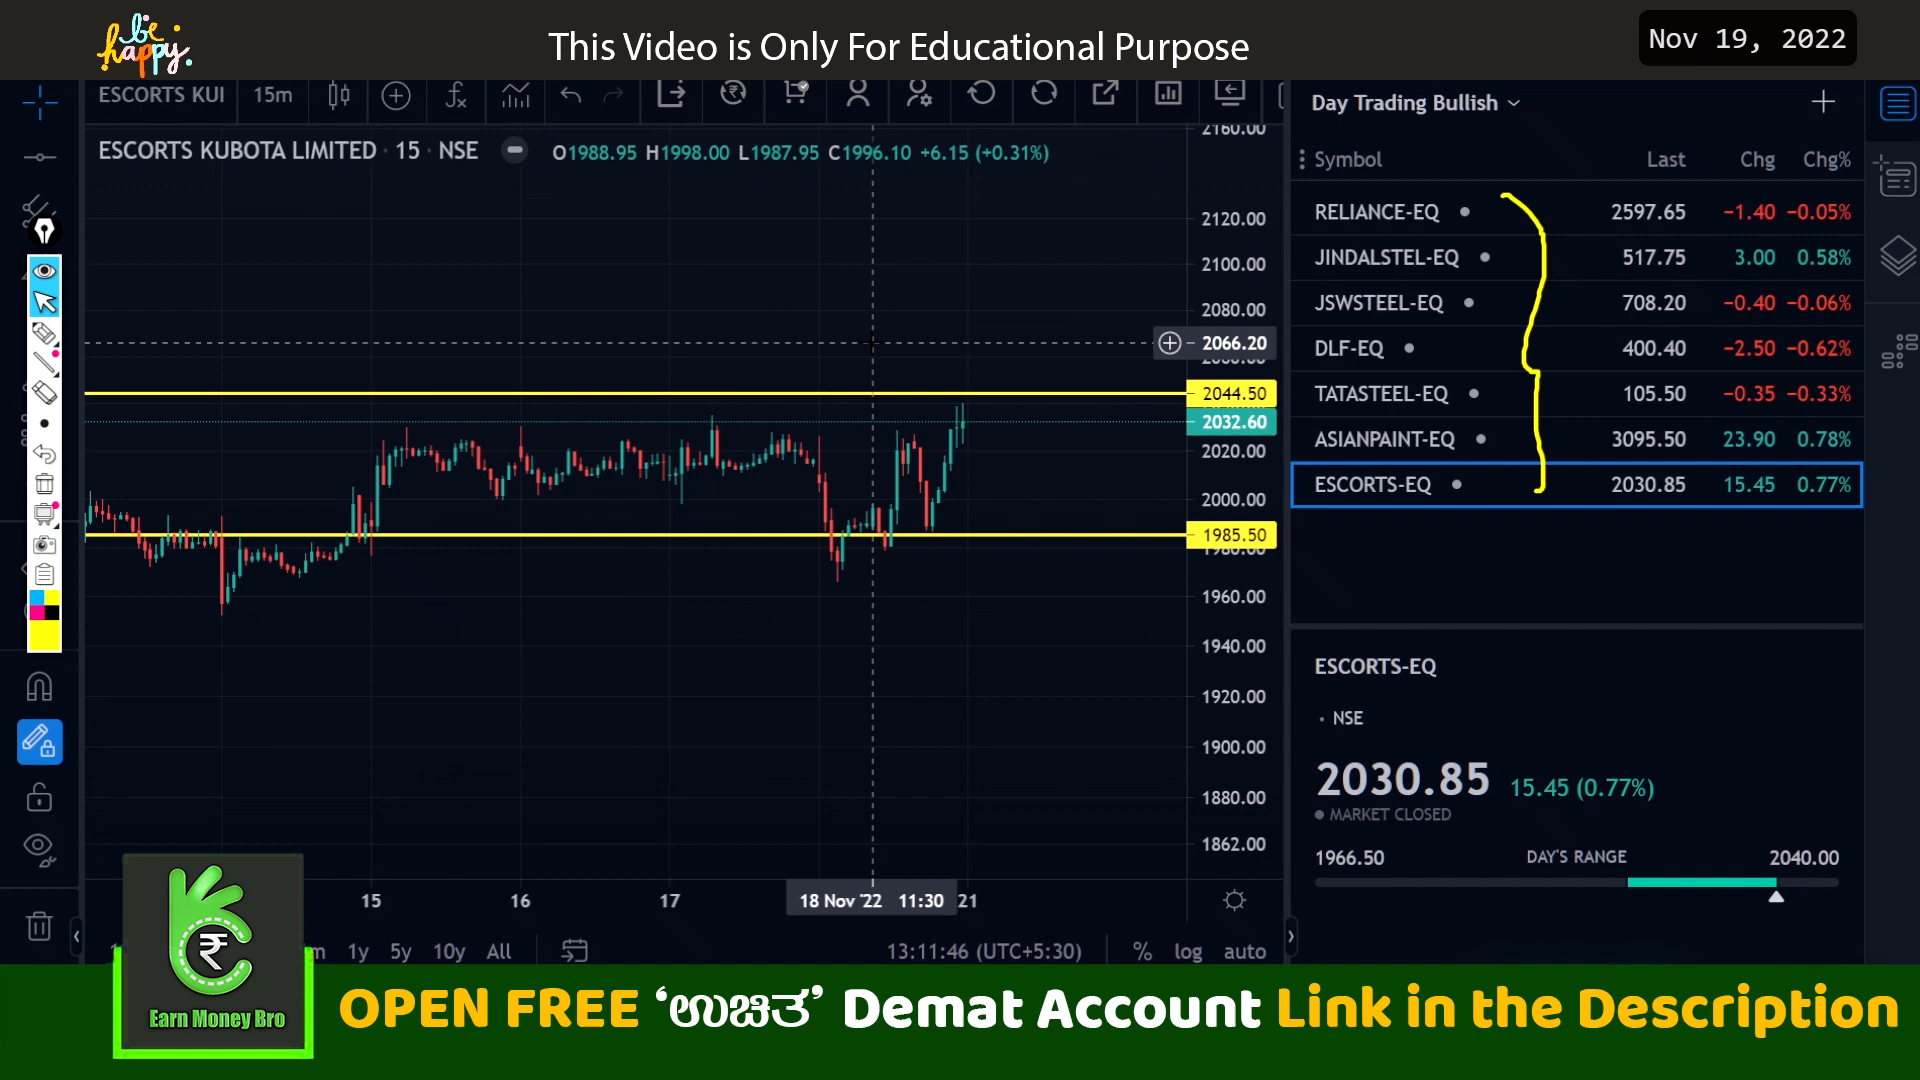 be happy.
This Video is Only For Educational Purpose
Nov 19, 2022
ESCORTS KUI 15m
Day Trading Bullish
ESCORTS KUBOTA LIMITED · 15 · NSE O1988.95 H1998.00 L1987.95 C1996.10 +6.15 (+0.31%)
Symbol Last Chg Chg%
RELIANCE-EQ 2597.65 −1.40 −0.05%
JINDALSTEL-EQ 517.75 3.00 0.58%
JSWSTEEL-EQ 708.20 −0.40 −0.06%
DLF-EQ 400.40 −2.50 −0.62%
TATASTEEL-EQ 105.50 −0.35 −0.33%
ASIANPAINT-EQ 3095.50 23.90 0.78%
ESCORTS-EQ 2030.85 15.45 0.77%
2160.00
2120.00
2100.00
2080.00
2066.20
2044.50
2032.60
2020.00
2000.00
1985.50
1980.00
1960.00
1940.00
1920.00
1900.00
1880.00
1862.00
ESCORTS-EQ
· NSE
2030.85 15.45 (0.77%)
MARKET CLOSED
1966.50 DAY'S RANGE 2040.00
15 16 17 18 Nov '22 11:30 21
1y 5y 10y All 13:11:46 (UTC+5:30) % log auto
Earn Money Bro
OPEN FREE ‘ಉಚಿತ’ Demat Account Link in the Description